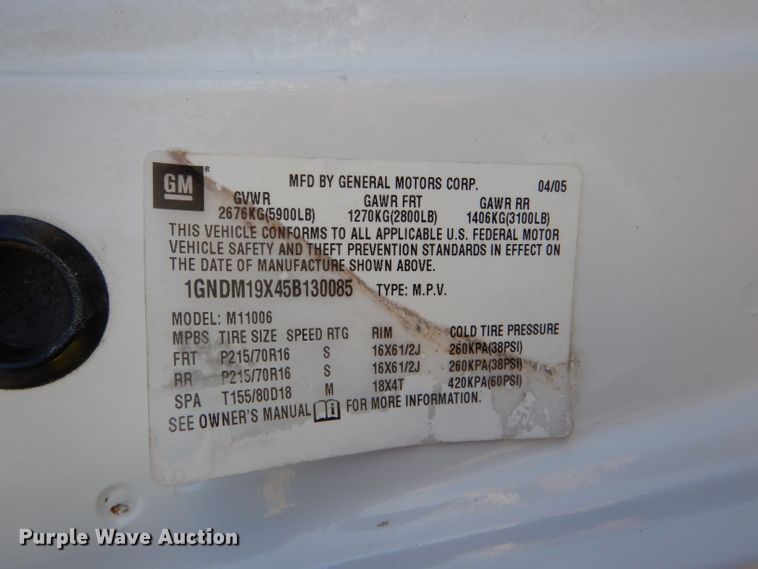 GM
MFD BY GENERAL MOTORS CORP. 04/05
GVWR GAWR FRT GAWR RR
2676KG(5900LB) 1270KG(2800LB) 1406KG(3100LB)
THIS VEHICLE CONFORMS TO ALL APPLICABLE U.S. FEDERAL MOTOR
VEHICLE SAFETY AND THEFT PREVENTION STANDARDS IN EFFECT ON
THE DATE OF MANUFACTURE SHOWN ABOVE.
1GNDM19X45B130085 TYPE: M.P.V.
MODEL: M11006
MPBS TIRE SIZE SPEED RTG RIM COLD TIRE PRESSURE
FRT P215/70R16 S 16X61/2J 260KPA(38PSI)
RR P215/70R16 S 16X61/2J 260KPA(38PSI)
SPA T155/80D18 M 18X4T 420KPA(60PSI)
SEE OWNER'S MANUAL FOR MORE INFORMATION.
Purple Wave Auction